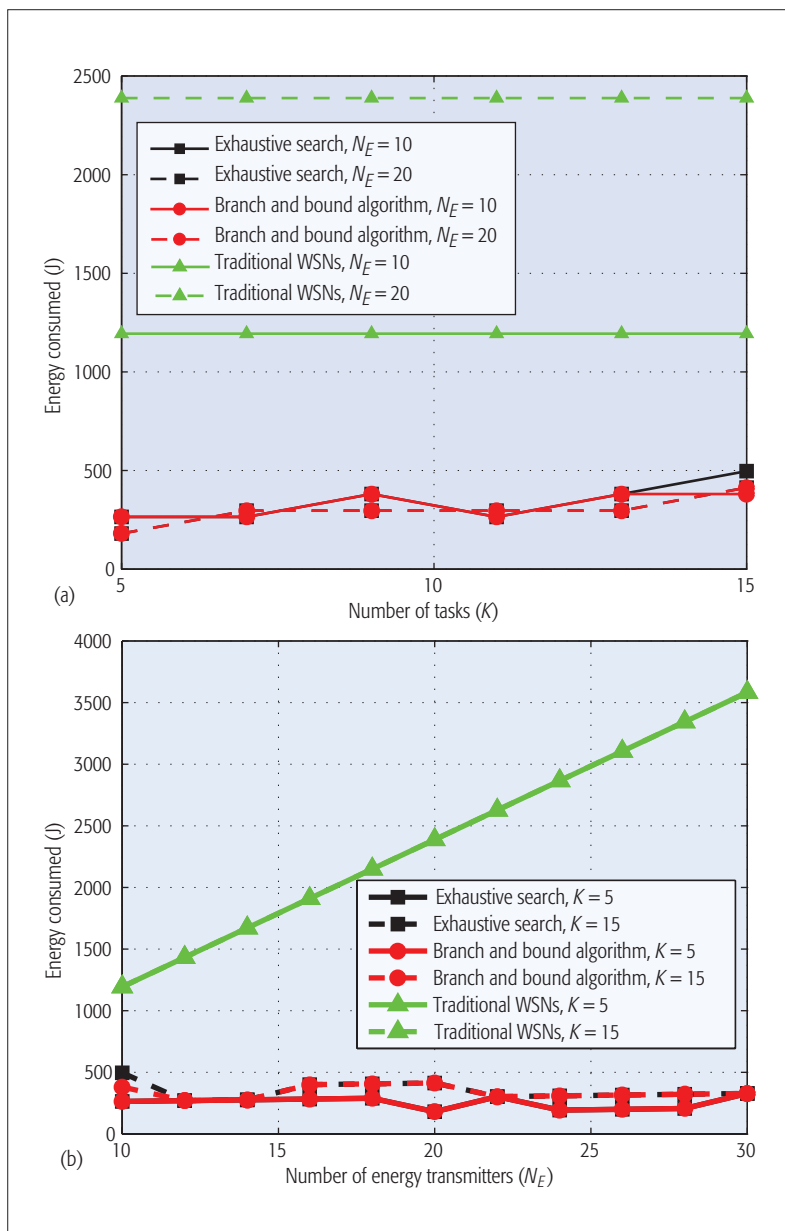 2500
2000
1500
1000
500
0
Energy consumed (J)
Exhaustive search, N_E = 10
Exhaustive search, N_E = 20
Branch and bound algorithm, N_E = 10
Branch and bound algorithm, N_E = 20
Traditional WSNs, N_E = 10
Traditional WSNs, N_E = 20
5 10 15
Number of tasks (K)
(a)
4000
3500
3000
2500
2000
1500
1000
500
0
Energy consumed (J)
Exhaustive search, K = 5
Exhaustive search, K = 15
Branch and bound algorithm, K = 5
Branch and bound algorithm, K = 15
Traditional WSNs, K = 5
Traditional WSNs, K = 15
10 15 20 25 30
Number of energy transmitters (N_E)
(b)